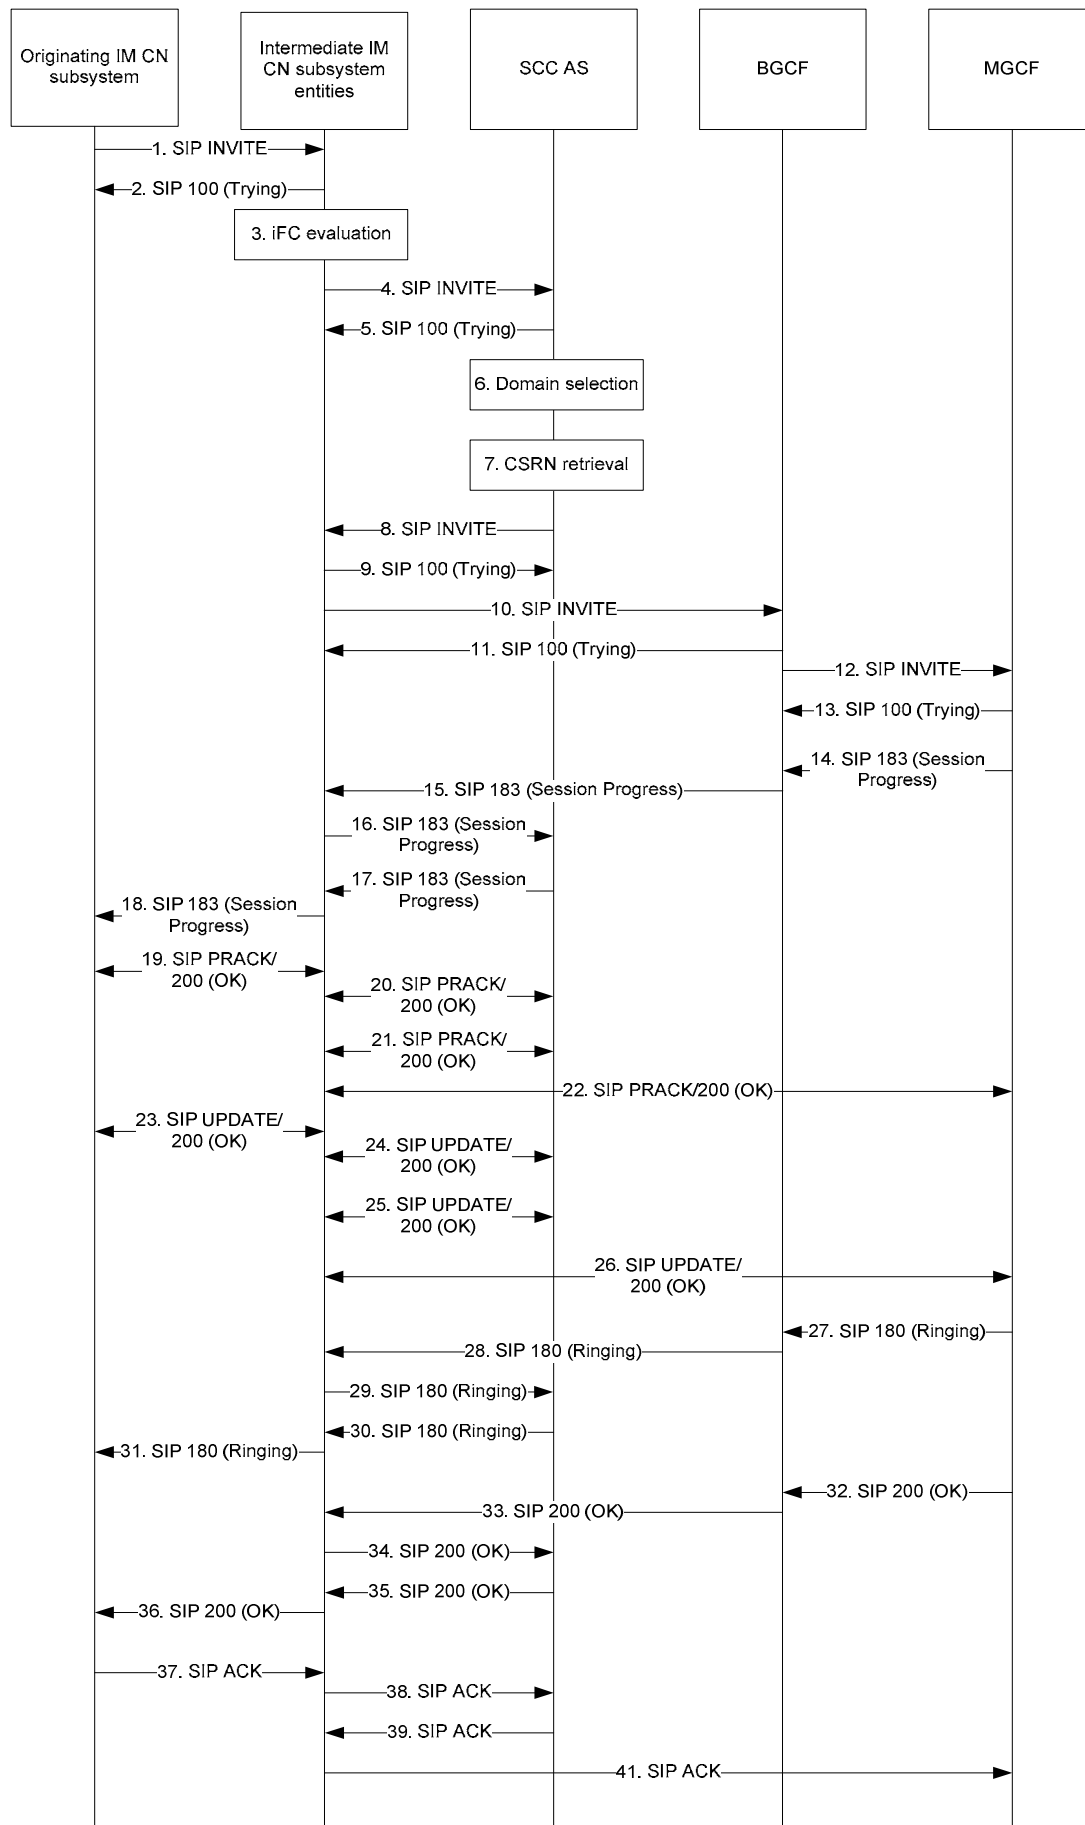 Originating IM CN
subsystem
Intermediate IM
CN subsystem
entities
SCC AS
BGCF
MGCF
1. SIP INVITE
2. SIP 100 (Trying)
3. iFC evaluation
4. SIP INVITE
5. SIP 100 (Trying)
6. Domain selection
7. CSRN retrieval
8. SIP INVITE
9. SIP 100 (Trying)
10. SIP INVITE
11. SIP 100 (Trying)
12. SIP INVITE
13. SIP 100 (Trying)
14. SIP 183 (Session
Progress)
15. SIP 183 (Session Progress)
16. SIP 183 (Session
Progress)
17. SIP 183 (Session
Progress)
18. SIP 183 (Session
Progress)
19. SIP PRACK/
200 (OK)
20. SIP PRACK/
200 (OK)
21. SIP PRACK/
200 (OK)
22. SIP PRACK/200 (OK)
23. SIP UPDATE/
200 (OK)
24. SIP UPDATE/
200 (OK)
25. SIP UPDATE/
200 (OK)
26. SIP UPDATE/
200 (OK)
27. SIP 180 (Ringing)
28. SIP 180 (Ringing)
29. SIP 180 (Ringing)
30. SIP 180 (Ringing)
31. SIP 180 (Ringing)
32. SIP 200 (OK)
33. SIP 200 (OK)
34. SIP 200 (OK)
35. SIP 200 (OK)
36. SIP 200 (OK)
37. SIP ACK
38. SIP ACK
39. SIP ACK
41. SIP ACK